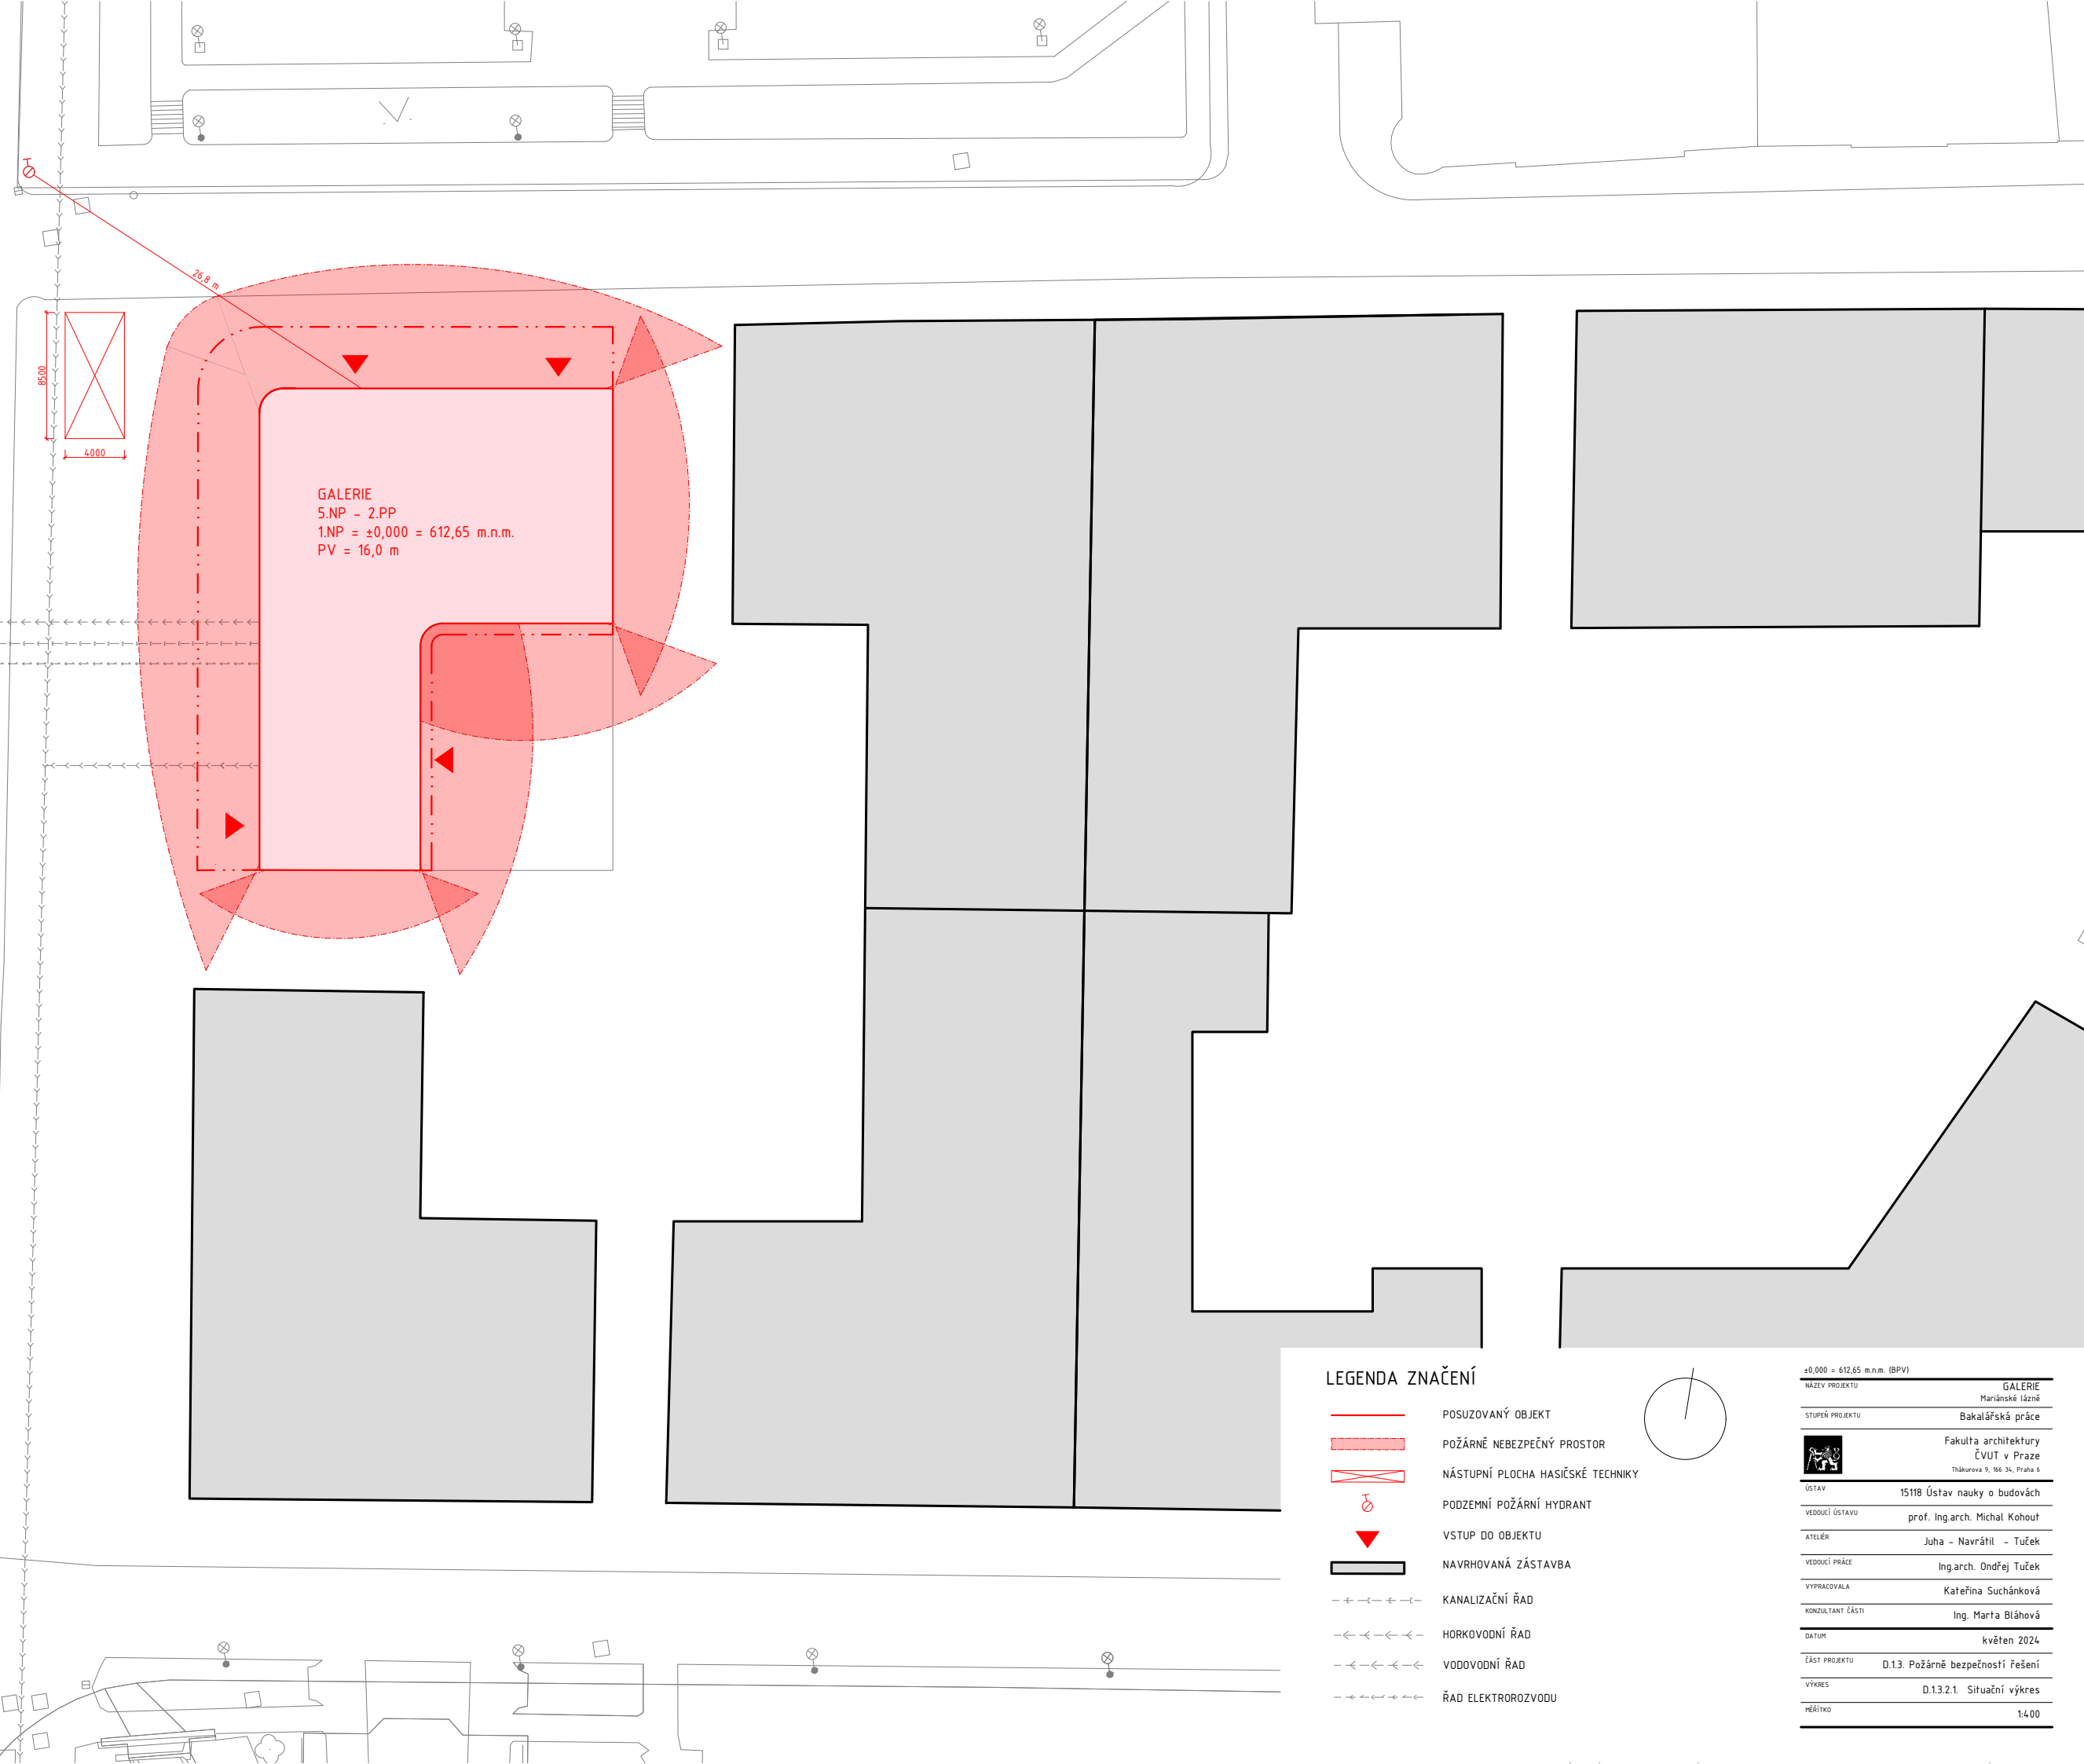 26,8 m
8500
4000
GALERIE
5.NP - 2.PP
1.NP = ±0,000 = 612,65 m.n.m.
PV = 16,0 m
LEGENDA ZNAČENÍ
POSUZOVANÝ OBJEKT
POŽÁRNĚ NEBEZPEČNÝ PROSTOR
NÁSTUPNÍ PLOCHA HASIČSKÉ TECHNIKY
PODZEMNÍ POŽÁRNÍ HYDRANT
VSTUP DO OBJEKTU
NAVRHOVANÁ ZÁSTAVBA
KANALIZAČNÍ ŘAD
HORKOVODNÍ ŘAD
VODOVODNÍ ŘAD
ŘAD ELEKTROROZVODU
±0,000 = 612,65 m.n.m. (BPV)
NÁZEV PROJEKTU GALERIE
Mariánské lázně
STUPEŇ PROJEKTU Bakalářská práce
Fakulta architektury
ČVUT v Praze
Thákurova 9, 166 34, Praha 6
ÚSTAV 15118 Ústav nauky o budovách
VEDOUCÍ ÚSTAVU prof. Ing.arch. Michal Kohout
ATELIÉR Juha - Navrátil - Tuček
VEDOUCÍ PRÁCE Ing.arch. Ondřej Tuček
VYPRACOVALA Kateřina Suchánková
KONZULTANT ČÁSTI Ing. Marta Bláhová
DATUM květen 2024
ČÁST PROJEKTU D.1.3. Požárně bezpečností řešení
VÝKRES D.1.3.2.1. Situační výkres
MĚŘÍTKO 1:400